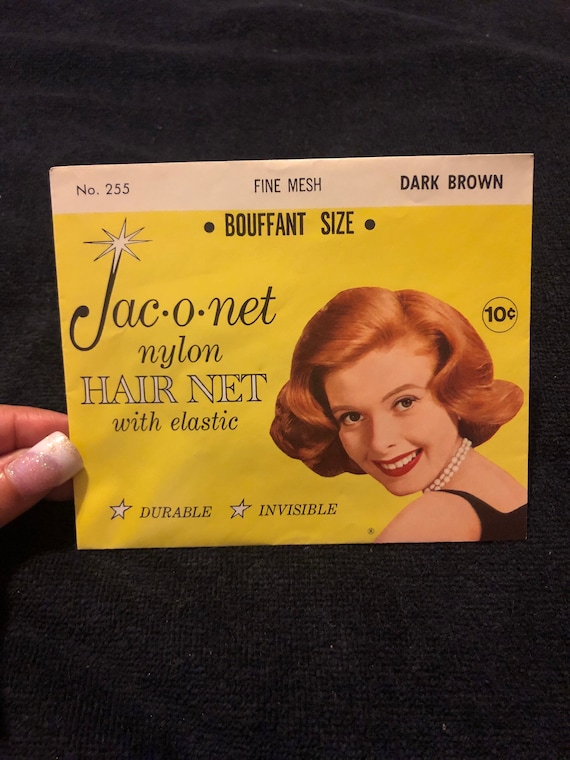 No. 255 FINE MESH DARK BROWN
• BOUFFANT SIZE •
Jac·o·net
10¢
nylon
HAIR NET
with elastic
☆ DURABLE ☆ INVISIBLE
®